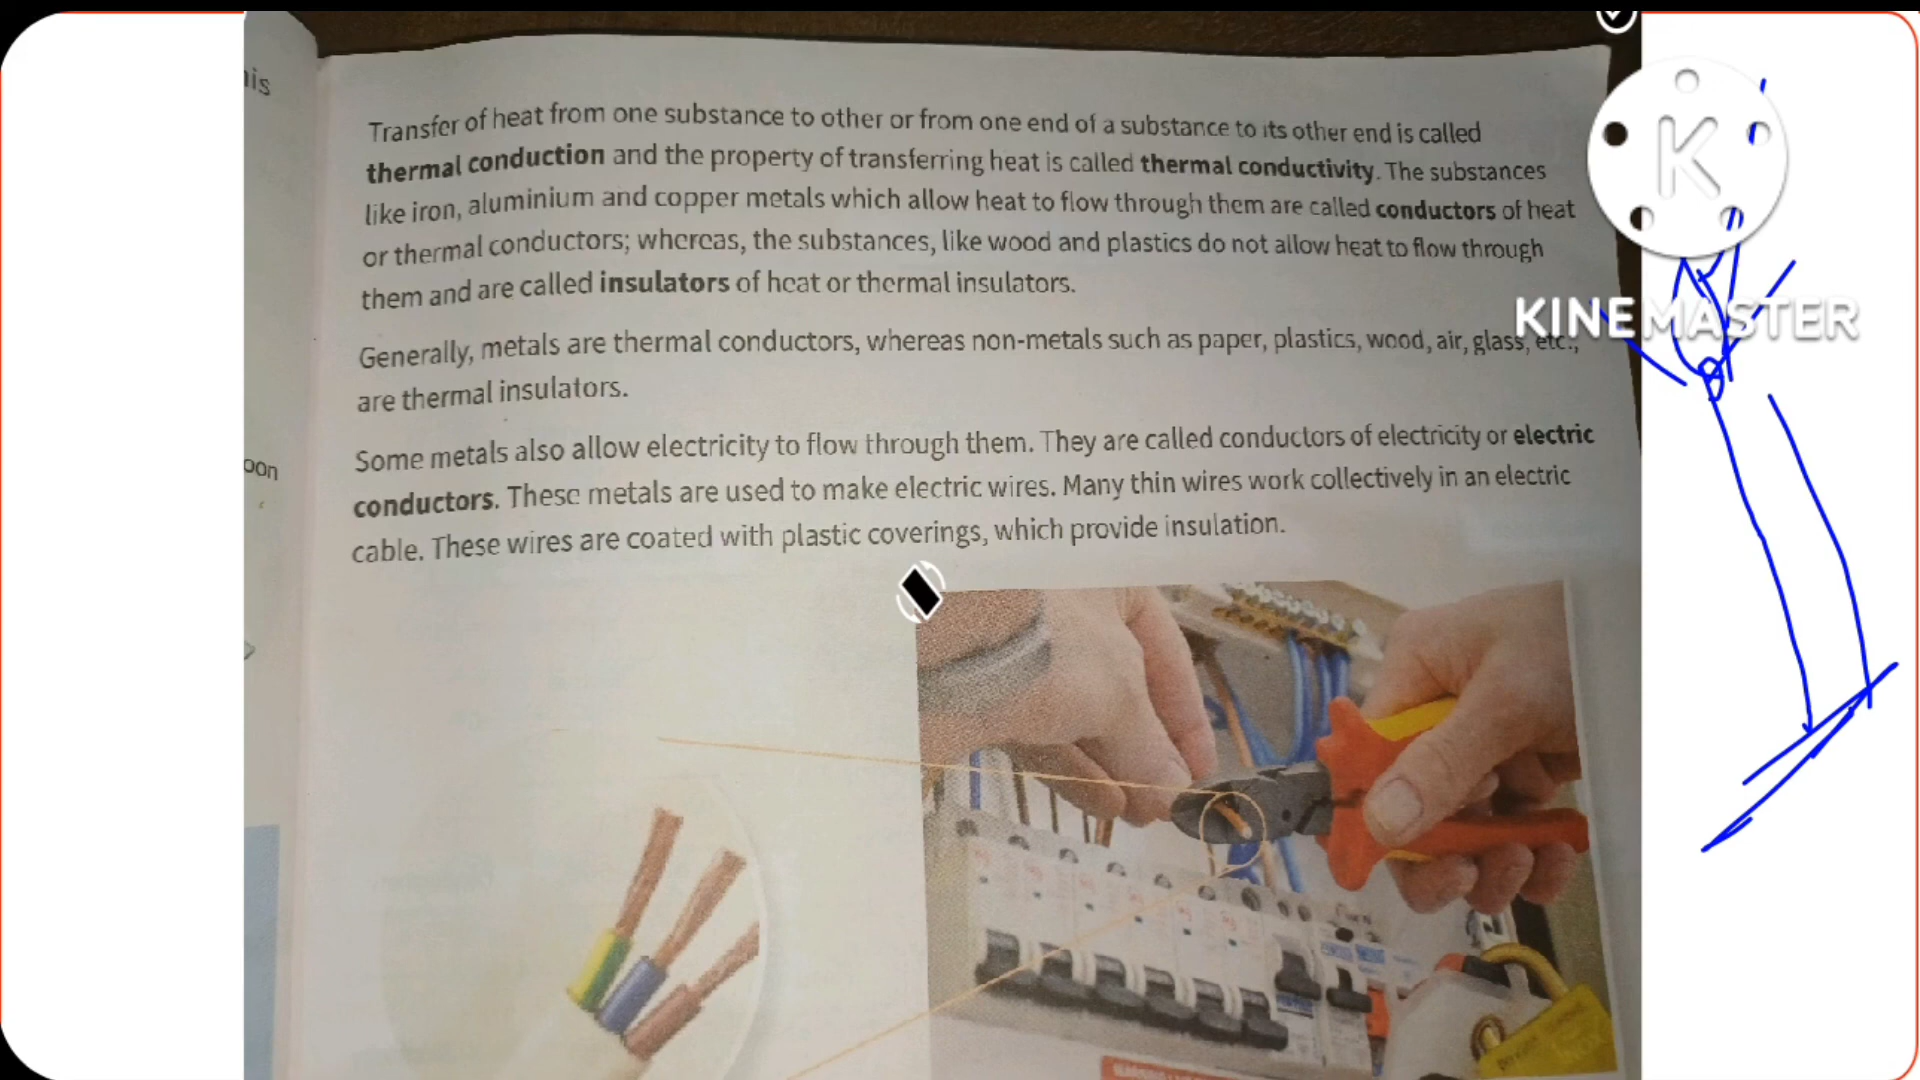 his
Transfer of heat from one substance to other or from one end of a substance to its other end is called
thermal conduction and the property of transferring heat is called thermal conductivity. The substances
like iron, aluminium and copper metals which allow heat to flow through them are called conductors of heat
or thermal conductors; whereas, the substances, like wood and plastics do not allow heat to flow through
them and are called insulators of heat or thermal insulators.
Generally, metals are thermal conductors, whereas non-metals such as paper, plastics, wood, air, glass, etc.,
are thermal insulators.
Some metals also allow electricity to flow through them. They are called conductors of electricity or electric
conductors. These metals are used to make electric wires. Many thin wires work collectively in an electric
cable. These wires are coated with plastic coverings, which provide insulation.
oon
K
KINEMASTER